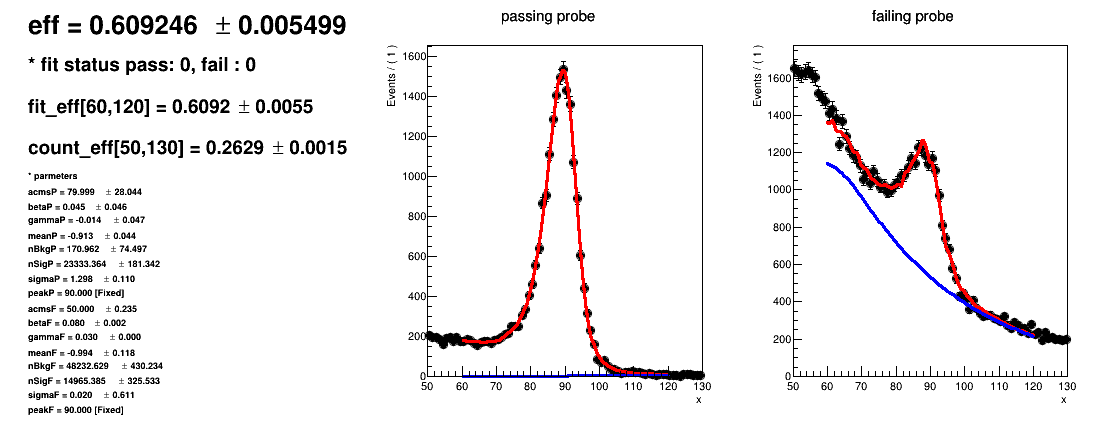 eff = 0.609246 ± 0.005499
* fit status pass: 0, fail : 0
fit_eff[60,120] = 0.6092 ± 0.0055
count_eff[50,130] = 0.2629 ± 0.0015
* parmeters
acmsP = 79.999 ± 28.044
betaP = 0.045 ± 0.046
gammaP = -0.014 ± 0.047
meanP = -0.913 ± 0.044
nBkgP = 170.962 ± 74.497
nSigP = 23333.364 ± 181.342
sigmaP = 1.298 ± 0.110
peakP = 90.000 [Fixed]
acmsF = 50.000 ± 0.235
betaF = 0.080 ± 0.002
gammaF = 0.030 ± 0.000
meanF = -0.994 ± 0.118
nBkgF = 48232.629 ± 430.234
nSigF = 14965.385 ± 325.533
sigmaF = 0.020 ± 0.611
peakF = 90.000 [Fixed]
passing probe
Events / ( 1 )
1600
1400
1200
1000
800
600
400
200
0
50 60 70 80 90 100 110 120 130
x
failing probe
Events / ( 1 )
1600
1400
1200
1000
800
600
400
200
0
50 60 70 80 90 100 110 120 130
x